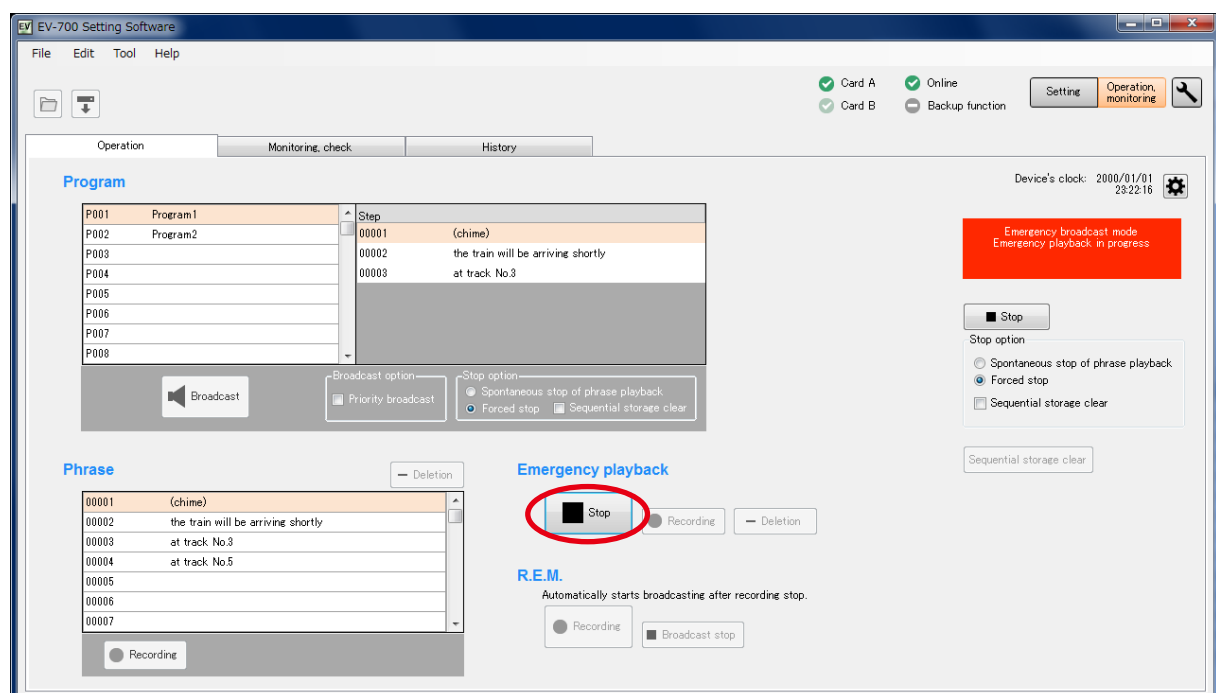 EV EV-700 Setting Software
File Edit Tool Help
Card A Online
Card B Backup function
Setting
Operation,
monitoring
Operation Monitoring, check History
Program
Device's clock: 2000/01/01
23:22:16
P001 Program1
P002 Program2
P003
P004
P005
P006
P007
P008
Step
00001 (chime)
00002 the train will be arriving shortly
00003 at track No.3
Emergency broadcast mode
Emergency playback in progress
Stop
Stop option
Spontaneous stop of phrase playback
Forced stop
Sequential storage clear
Broadcast
Broadcast option
Priority broadcast
Stop option
Spontaneous stop of phrase playback
Forced stop Sequential storage clear
Sequential storage clear
Phrase
Deletion
00001 (chime)
00002 the train will be arriving shortly
00003 at track No.3
00004 at track No.5
00005
00006
00007
Recording
Emergency playback
Stop Recording Deletion
R.E.M.
Automatically starts broadcasting after recording stop.
Recording Broadcast stop